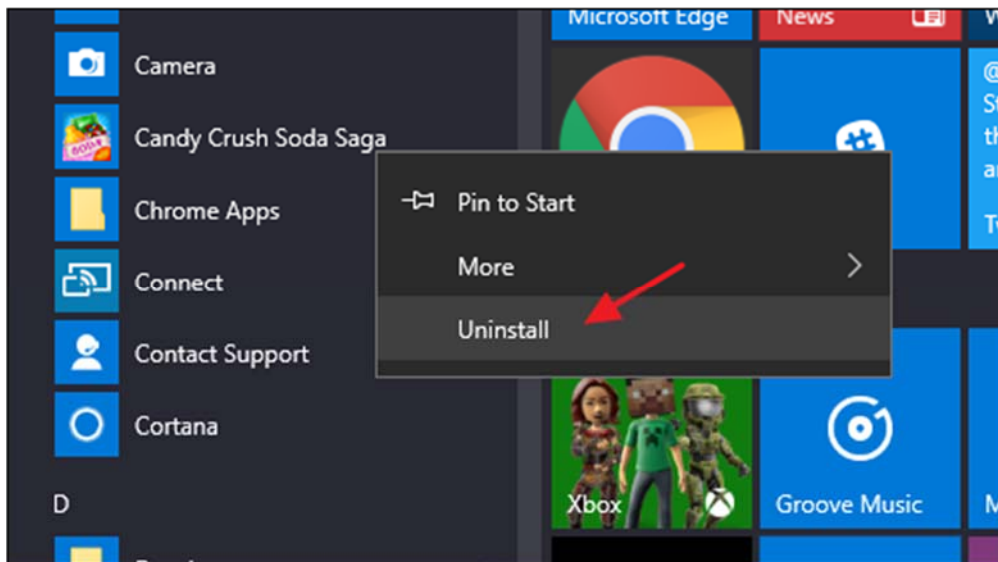 Microsoft Edge
News
Camera
Candy Crush Soda Saga
SODA
Chrome Apps
Connect
Contact Support
Cortana
D
Pin to Start
More
Uninstall
Xbox
Groove Music